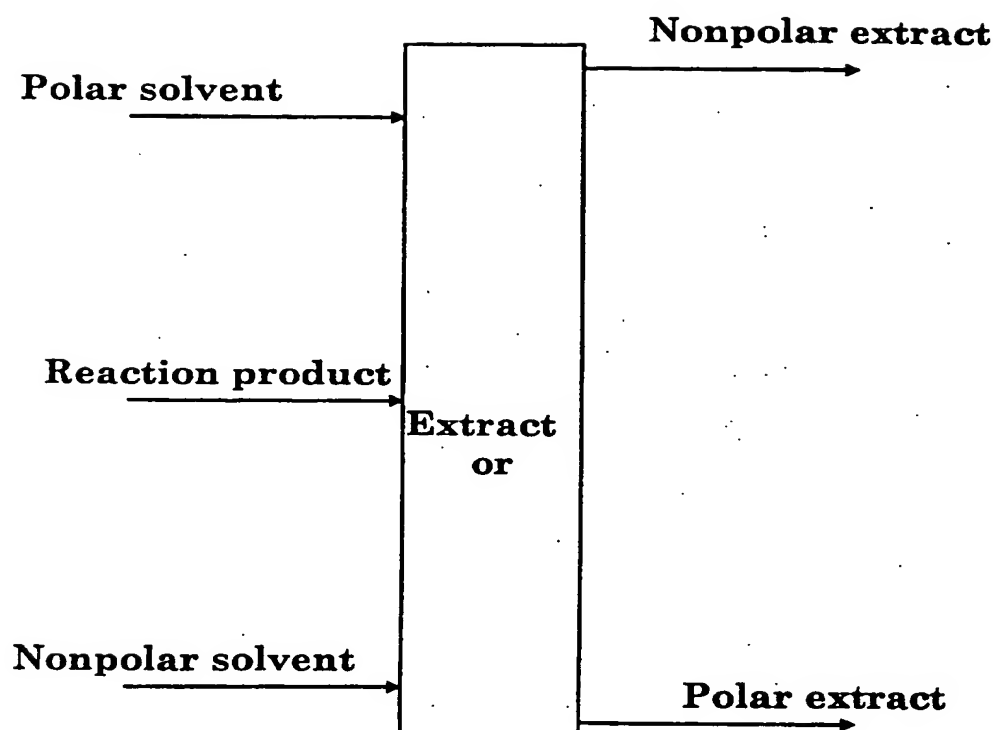 Nonpolar extract
Polar solvent
Reaction product
Extract
or
Nonpolar solvent
Polar extract